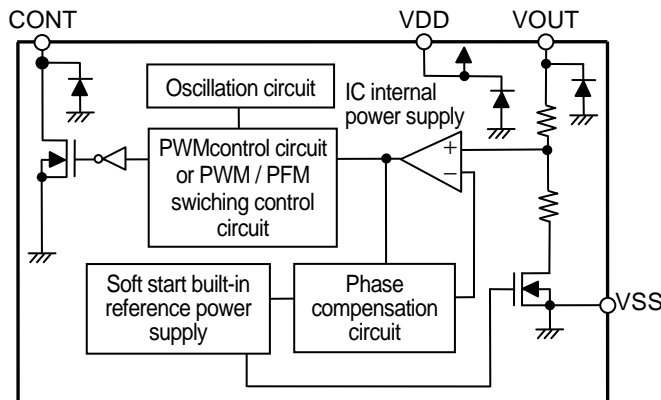 CONT
VDD
VOUT
Oscillation circuit
IC internal
power supply
PWMcontrol circuit
or PWM / PFM
swiching control
circuit
+
−
Soft start built-in
reference power
supply
Phase
compensation
circuit
VSS